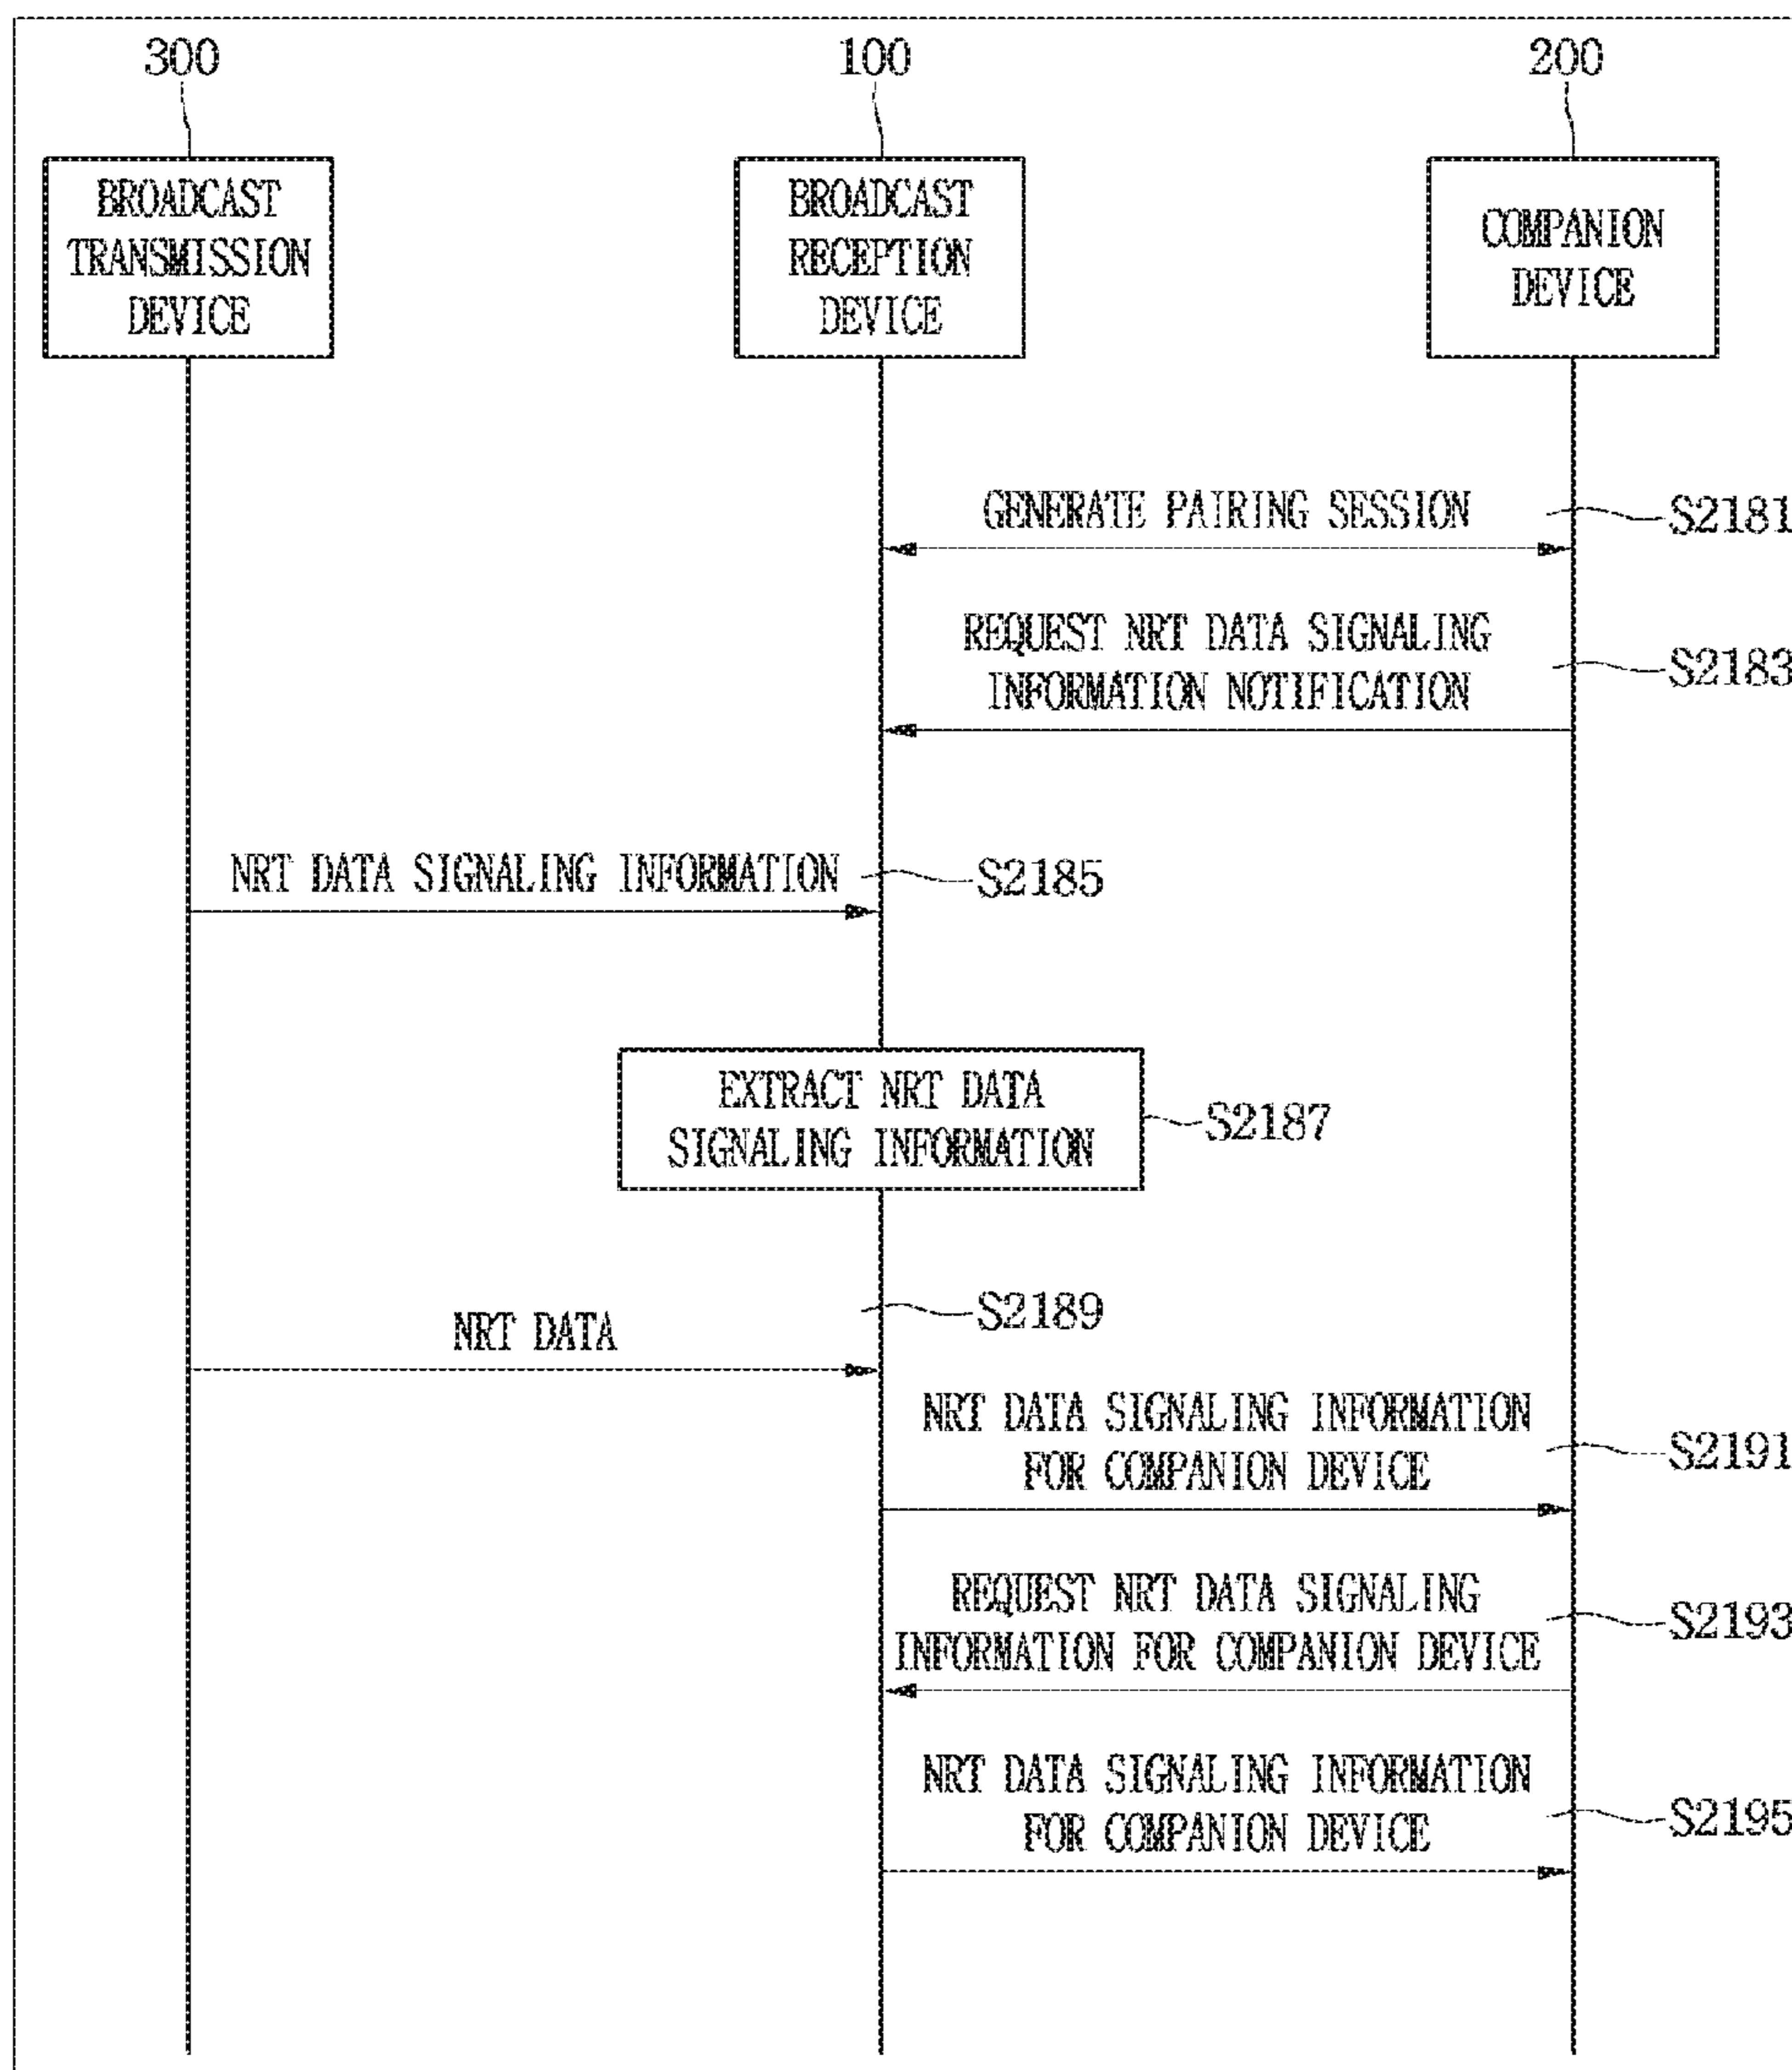 300
100
200
BROADCAST
TRANSMISSION
DEVICE
BROADCAST
RECEPTION
DEVICE
COMPANION
DEVICE
GENERATE PAIRING SESSION
S2181
REQUEST NRT DATA SIGNALING
INFORMATION NOTIFICATION
S2183
NRT DATA SIGNALING INFORMATION
S2185
EXTRACT NRT DATA
SIGNALING INFORMATION
S2187
NRT DATA
S2189
NRT DATA SIGNALING INFORMATION
FOR COMPANION DEVICE
S2191
REQUEST NRT DATA SIGNALING
INFORMATION FOR COMPANION DEVICE
S2193
NRT DATA SIGNALING INFORMATION
FOR COMPANION DEVICE
S2195